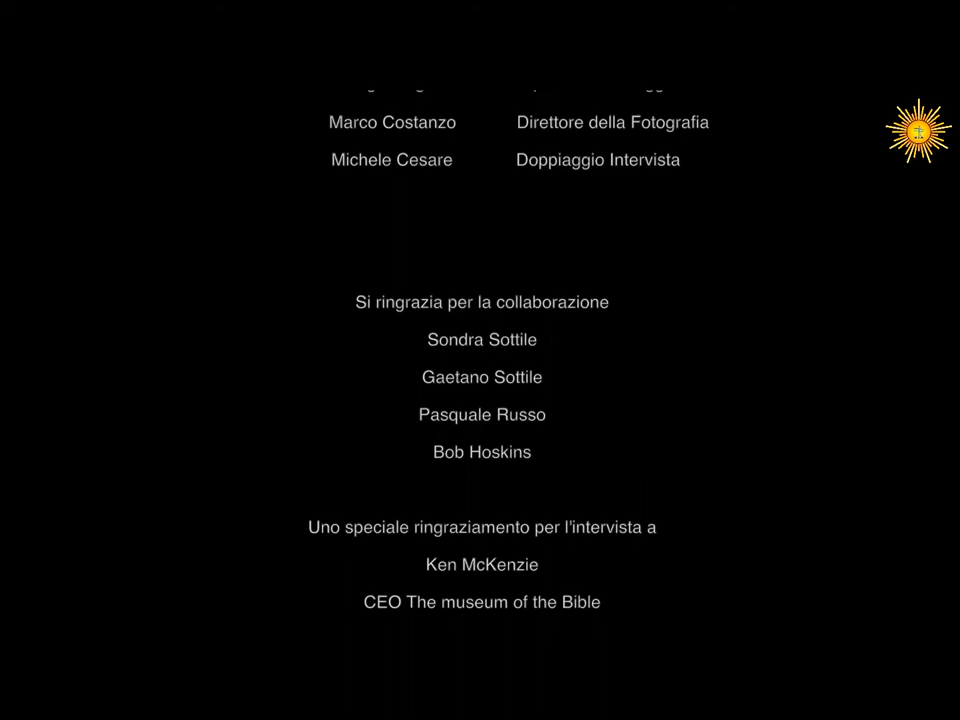 Marco Costanzo Direttore della Fotografia
Michele Cesare Doppiaggio Intervista
Si ringrazia per la collaborazione
Sondra Sottile
Gaetano Sottile
Pasquale Russo
Bob Hoskins
Uno speciale ringraziamento per l'intervista a
Ken McKenzie
CEO The museum of the Bible